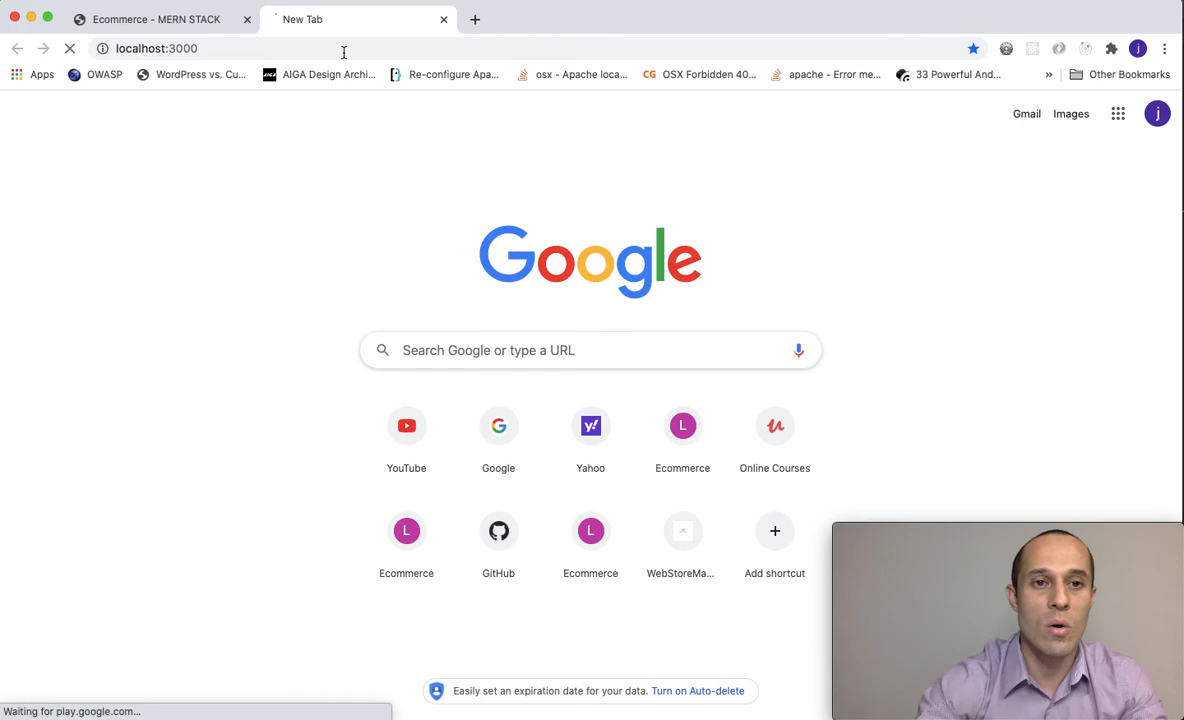 Ecommerce - MERN STACK
New Tab
localhost:3000
Apps
OWASP
WordPress vs. Cu...
AIGA
AIGA Design Archi...
Re-configure Apa...
osx - Apache loca...
CG
OSX Forbidden 40...
apache - Error me...
33 Powerful And...
»
Other Bookmarks
j
Gmail
Images
j
Google
Search Google or type a URL
YouTube
Google
y!
Yahoo
L
Ecommerce
u
Online Courses
L
Ecommerce
GitHub
L
Ecommerce
WebStoreMa...
Add shortcut
Easily set an expiration date for your data. Turn on Auto-delete
Waiting for play.google.com...